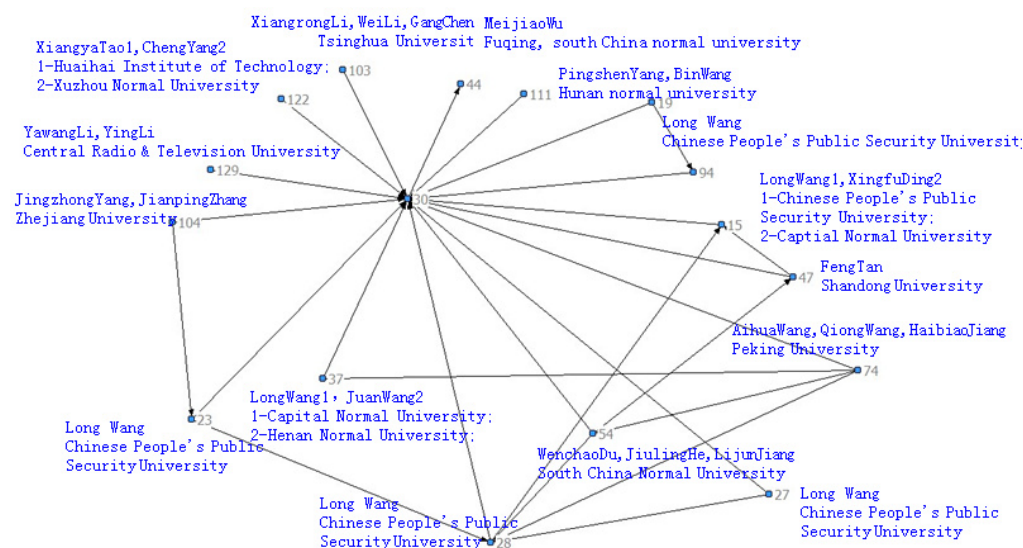 XiangrongLi, WeiLi, GangChen
Tsinghua Universit
MeijiaoWu
Fuqing, south China normal university
XiangyaTao1, ChengYang2
1-Huaihai Institute of Technology;
2-Xuzhou Normal University
103
44
111
122
PingshenYang, BinWang
Hunan normal university
19
Long Wang
Chinese People's Public Security University
YawangLi, YingLi
Central Radio & Television University
129
94
JingzhongYang, JianpingZhang
Zhejiang University
104
30
LongWang1, XingfuDing2
1-Chinese People's Public
Security University;
2-Captial Normal University
15
47
FengTan
Shandong University
AihuaWang, QiongWang, HaibiaoJiang
Peking University
74
37
LongWang1, JuanWang2
1-Capital Normal University;
2-Henan Normal University;
23
Long Wang
Chinese People's Public
Security University
54
WenchaoDu, JiulingHe, LijunJiang
South China Normal University
27
Long Wang
Chinese People's Public
Security University
Long Wang
Chinese People's Public
Security University
28